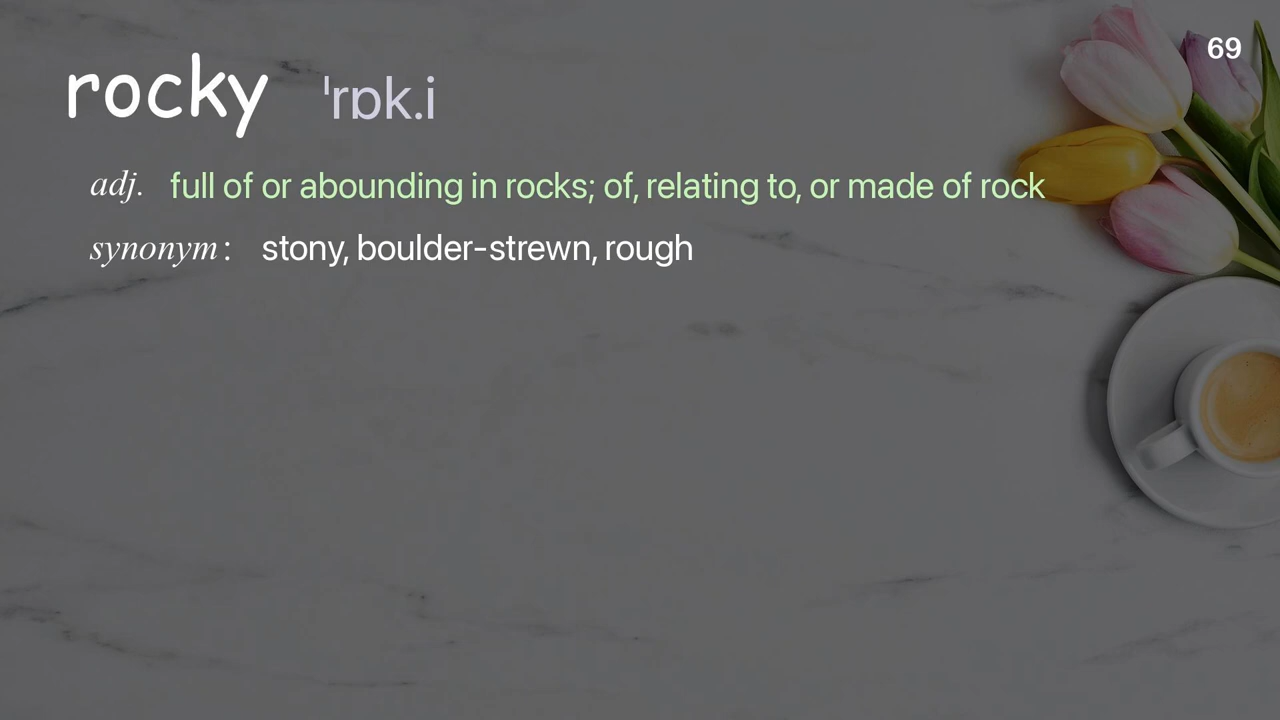 69
rocky ˈrɒk.i
adj. full of or abounding in rocks; of, relating to, or made of rock
synonym: stony, boulder-strewn, rough